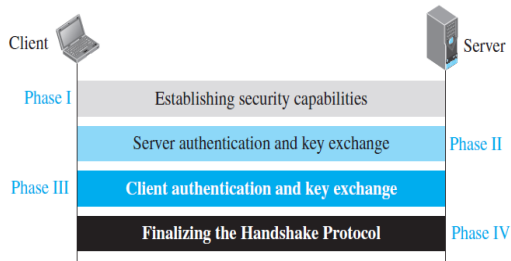 Client
Server
Phase I
Establishing security capabilities
Server authentication and key exchange
Phase II
Phase III
Client authentication and key exchange
Finalizing the Handshake Protocol
Phase IV